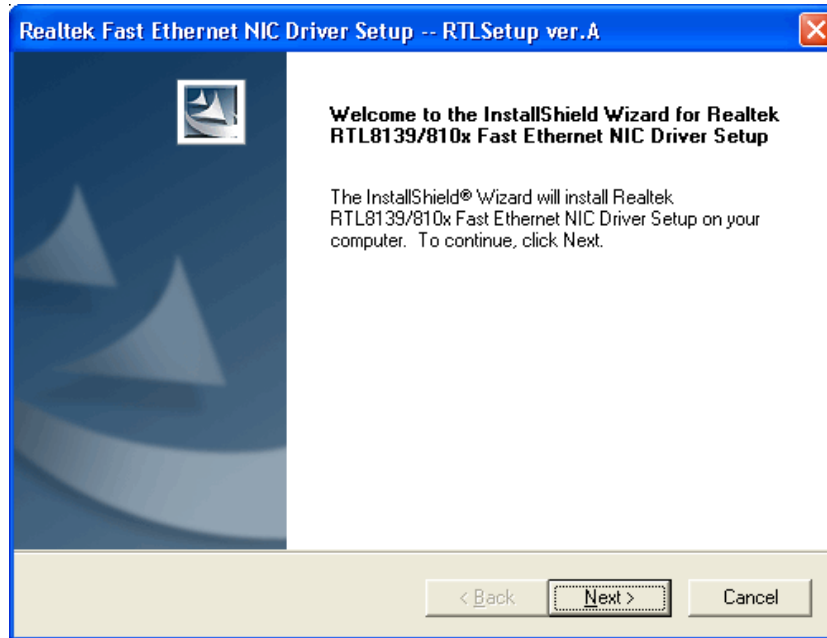 Realtek Fast Ethernet NIC Driver Setup -- RTLSetup ver.A
Welcome to the InstallShield Wizard for Realtek
RTL8139/810x Fast Ethernet NIC Driver Setup
The InstallShield® Wizard will install Realtek
RTL8139/810x Fast Ethernet NIC Driver Setup on your
computer.  To continue, click Next.
< Back
Next >
Cancel